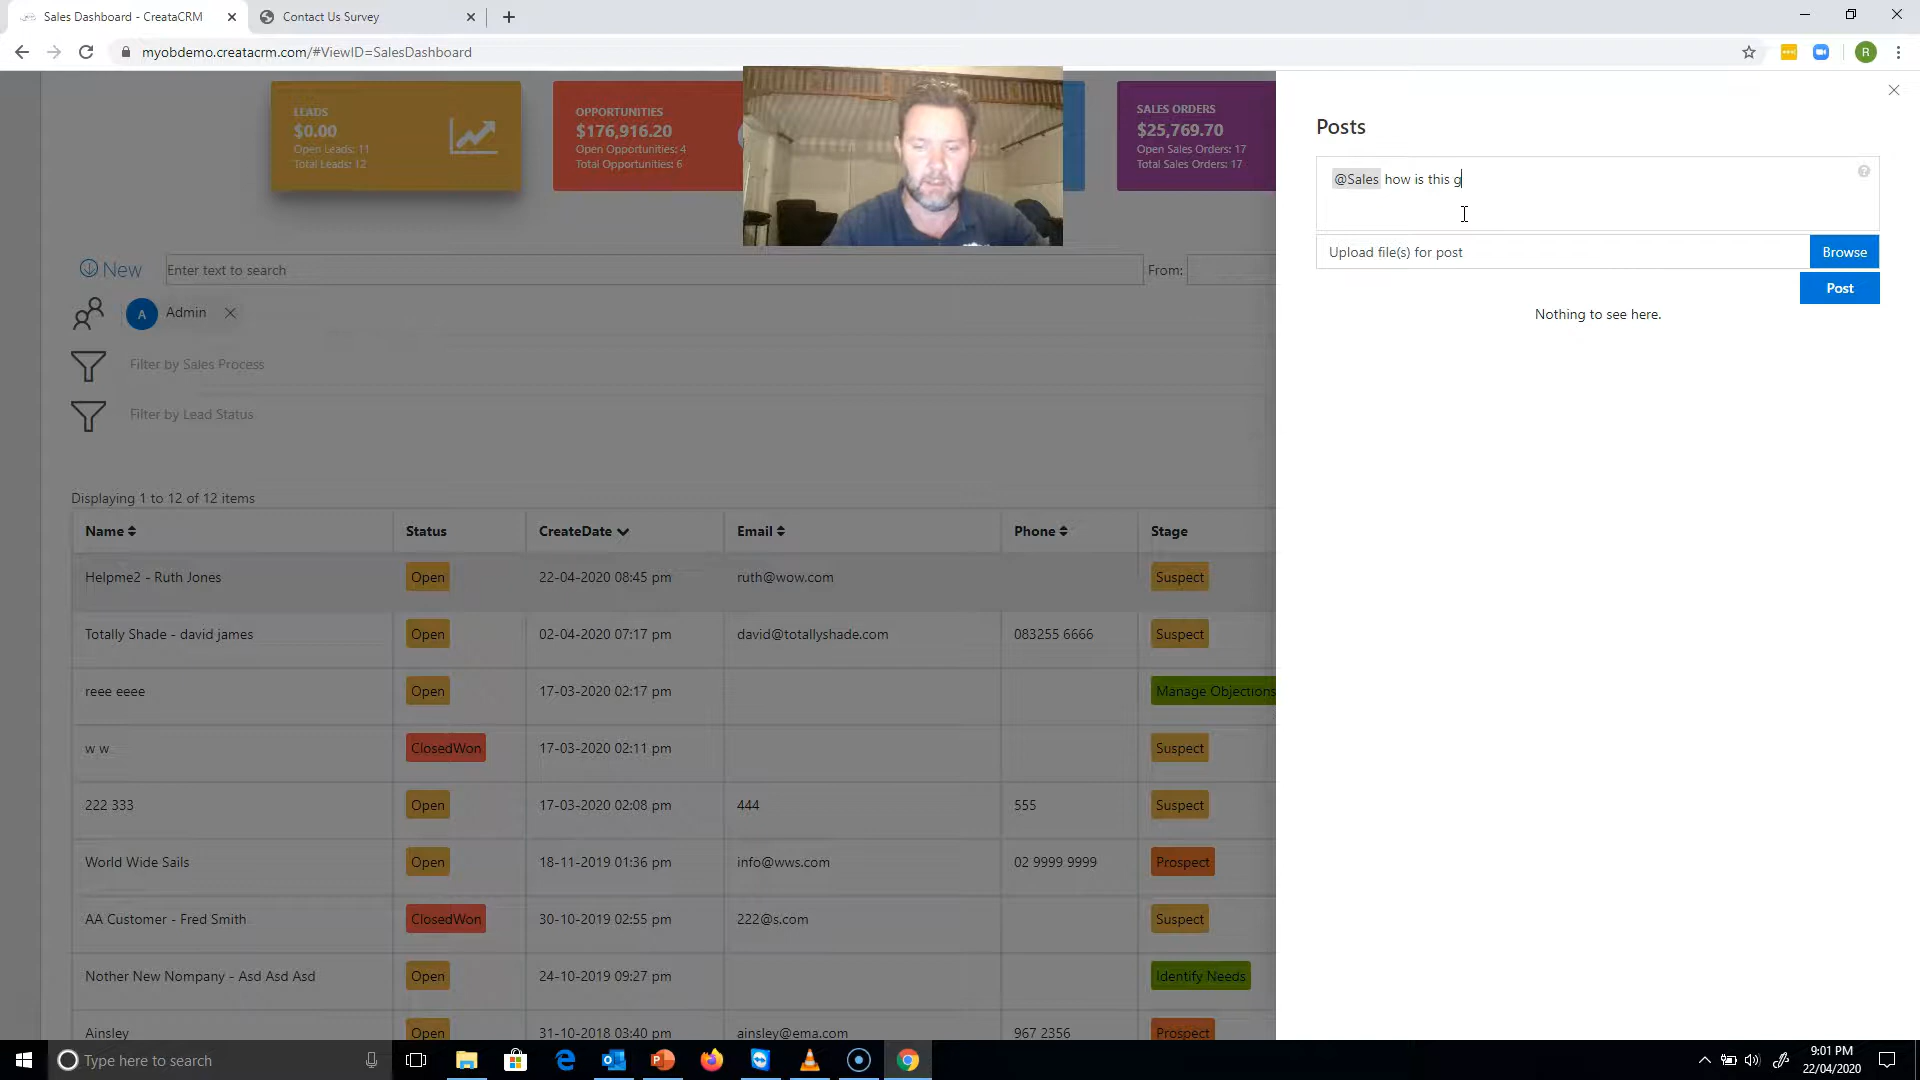 Sales Dashboard - CreataCRM
Contact Us Survey
myobdemo.creatacrm.com/#ViewID=SalesDashboard
R
LEADS
$0.00
Open Leads: 11
Total Leads: 12
OPPORTUNITIES
$176,916.20
Open Opportunities: 4
Total Opportunities: 6
SALES ORDERS
$25,769.70
Open Sales Orders: 17
Total Sales Orders: 17
Posts
@Sales how is this g
Upload file(s) for post
Browse
Post
Nothing to see here.
New
Enter text to search
From:
A
Admin
Filter by Sales Process
Filter by Lead Status
Displaying 1 to 12 of 12 items
Name Status CreateDate Email Phone Stage
Helpme2 - Ruth Jones Open 22-04-2020 08:45 pm ruth@wow.com Suspect
Totally Shade - david james Open 02-04-2020 07:17 pm david@totallyshade.com 083255 6666 Suspect
reee eeee Open 17-03-2020 02:17 pm Manage Objections
w w ClosedWon 17-03-2020 02:11 pm Suspect
222 333 Open 17-03-2020 02:08 pm 444 555 Suspect
World Wide Sails Open 18-11-2019 01:36 pm info@wws.com 02 9999 9999 Prospect
AA Customer - Fred Smith ClosedWon 30-10-2019 02:55 pm 222@s.com Suspect
Nother New Nompany - Asd Asd Asd Open 24-10-2019 09:27 pm Identify Needs
Ainsley Open 31-10-2018 03:40 pm ainsley@ema.com 967 2356 Prospect
Type here to search
9:01 PM
22/04/2020